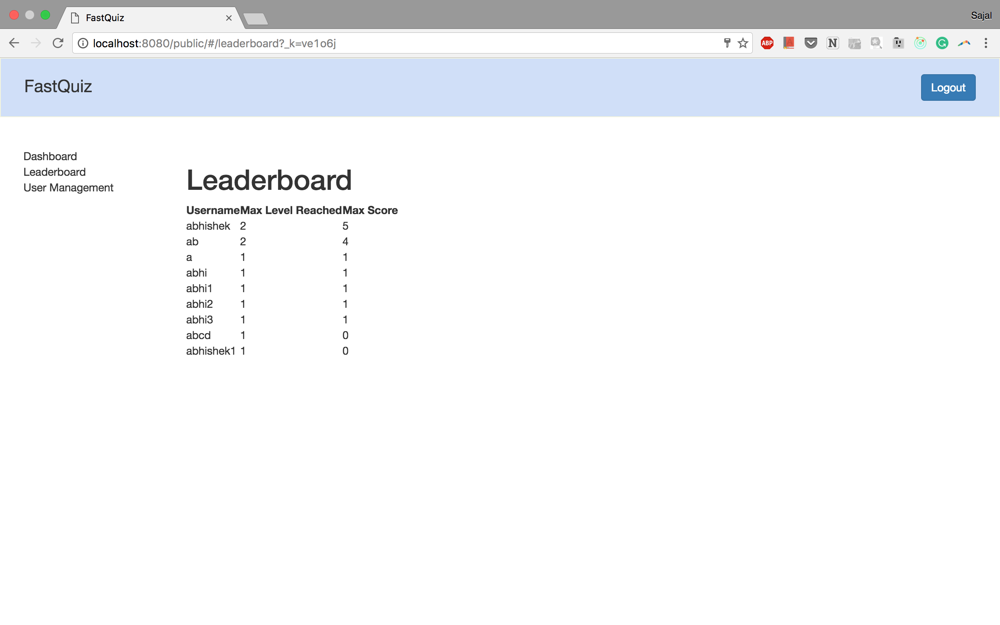 FastQuiz
Sajal
localhost:8080/public/#/leaderboard?_k=ve1o6j
ABP
A
N
G
FastQuiz
Logout
Dashboard
Leaderboard
User Management
Leaderboard
Username Max Level Reached Max Score
abhishek 2 5
ab 2 4
a 1 1
abhi 1 1
abhi1 1 1
abhi2 1 1
abhi3 1 1
abcd 1 0
abhishek1 1 0